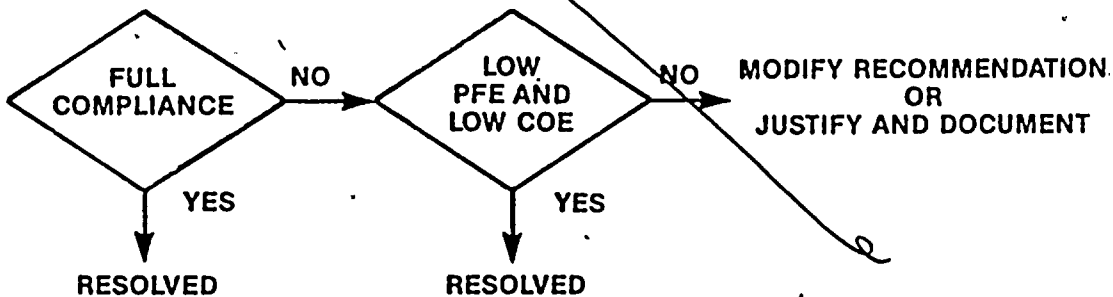 FULL
COMPLIANCE
NO
YES
RESOLVED
LOW
PFE AND
LOW COE
NO
YES
RESOLVED
MODIFY RECOMMENDATION
OR
JUSTIFY AND DOCUMENT